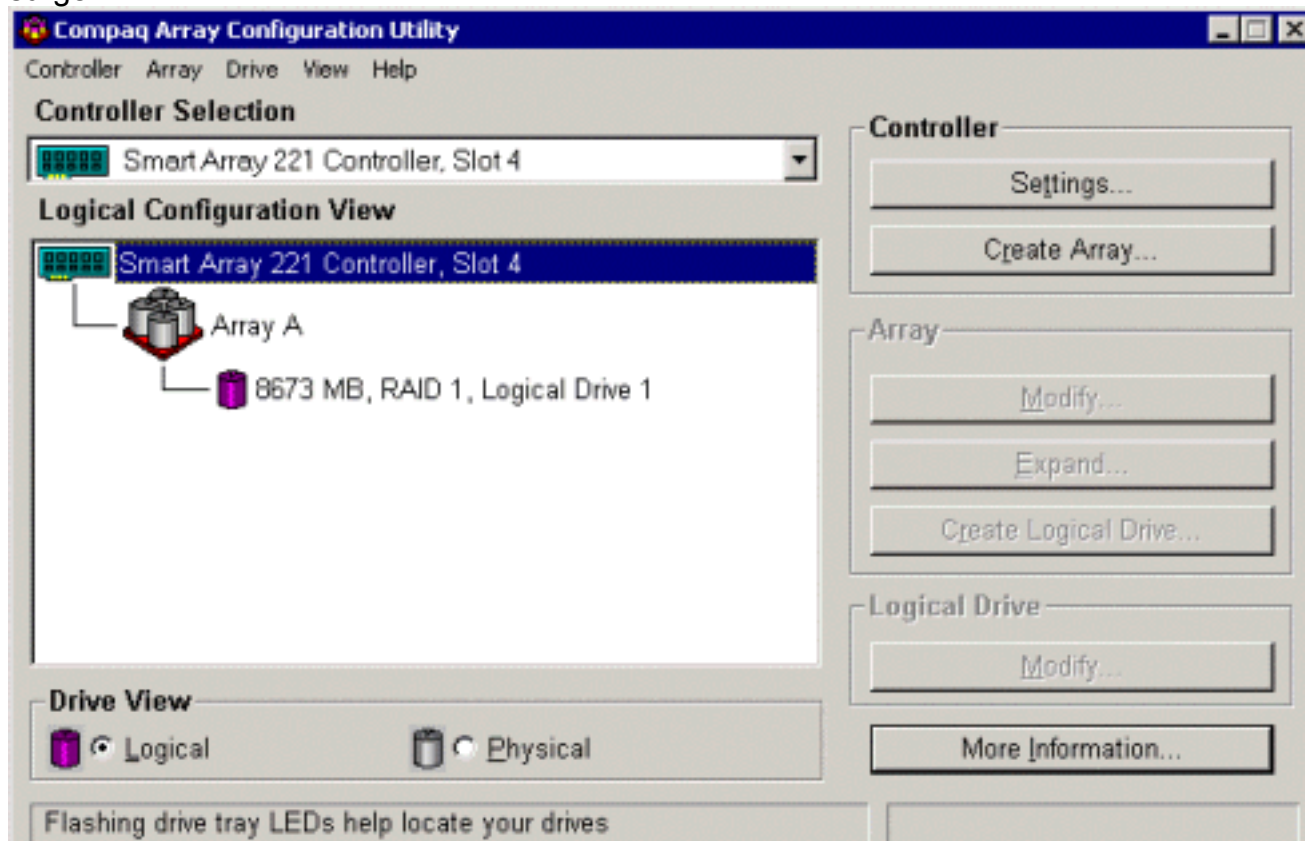 Compaq Array Configuration Utility
Controller Array Drive View Help
Controller Selection
Smart Array 221 Controller, Slot 4
Logical Configuration View
Smart Array 221 Controller, Slot 4
Array A
8673 MB, RAID 1, Logical Drive 1
Drive View
Logical Physical
Flashing drive tray LEDs help locate your drives
Controller
Settings...
Create Array...
Array
Modify...
Expand...
Create Logical Drive...
Logical Drive
Modify...
More Information...